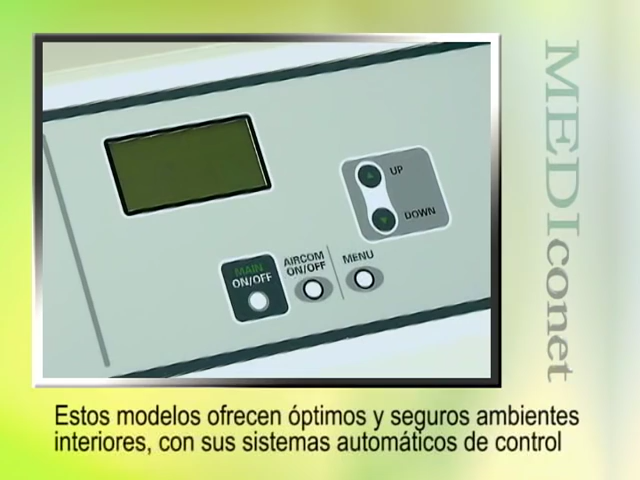 UP
DOWN
MAIN
ON/OFF
AIRCOM
ON/OFF
MENU
MEDIconet
Estos modelos ofrecen óptimos y seguros ambientes
interiores, con sus sistemas automáticos de control